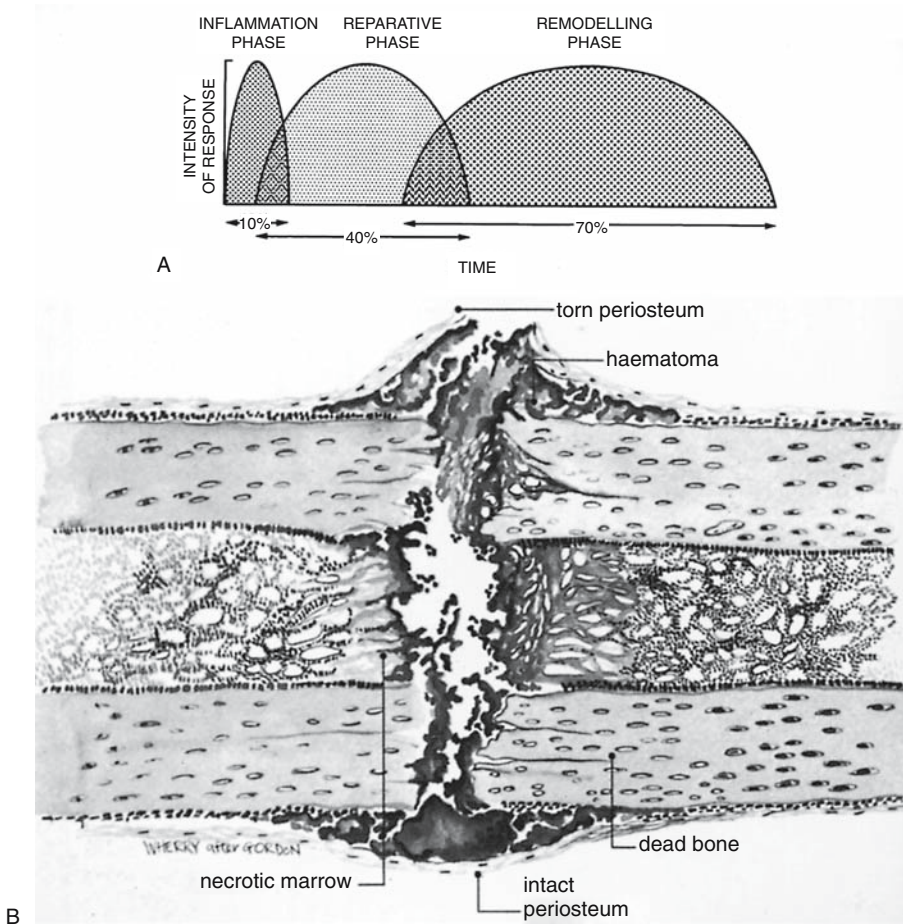 INFLAMMATION
PHASE
REPARATIVE
PHASE
REMODELLING
PHASE
INTENSITY
OF RESPONSE
10%
40%
70%
A
TIME
torn periosteum
haematoma
WHERRY after GORDON
dead bone
necrotic marrow
intact
periosteum
B